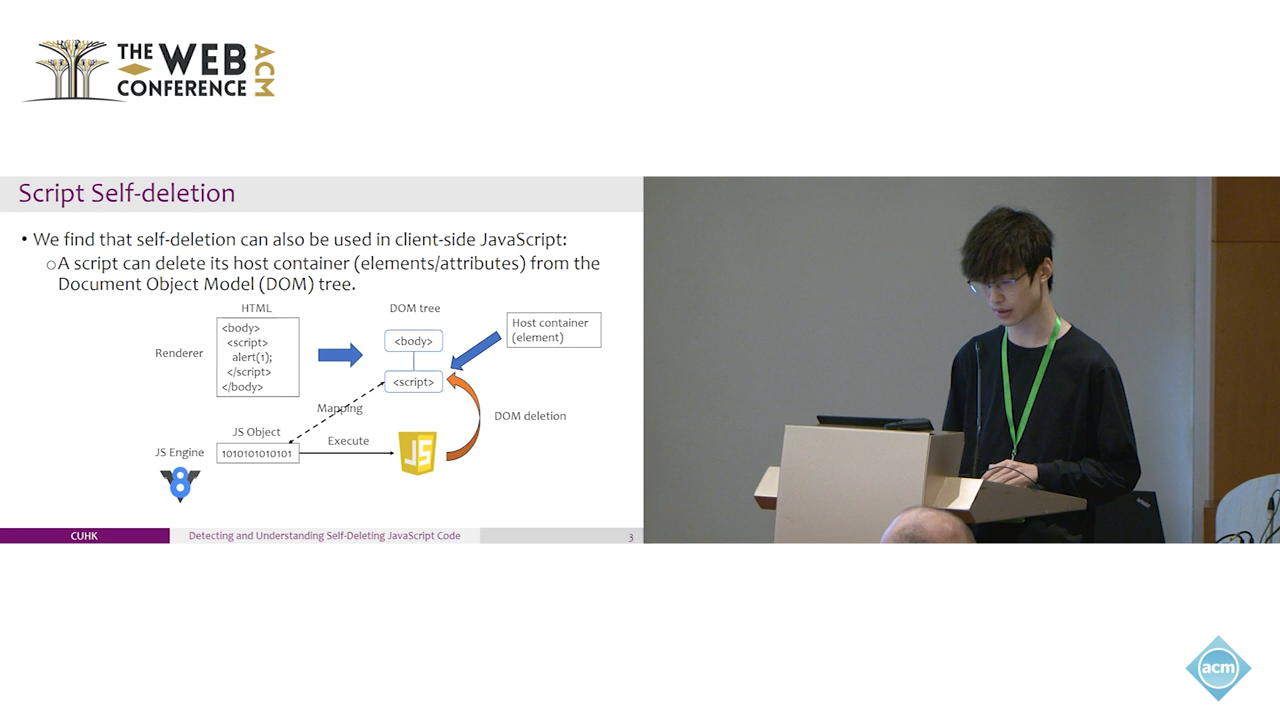 THE WEB
CONFERENCE
ACM
Script Self-deletion
• We find that self-deletion can also be used in client-side JavaScript:
oA script can delete its host container (elements/attributes) from the
Document Object Model (DOM) tree.
HTML
DOM tree
Renderer
<body>
<script>
alert(1);
</script>
</body>
<body>
<script>
Host container
(element)
Mapping
DOM deletion
JS Object
JS Engine
1010101010101
Execute
JS
8
CUHK
Detecting and Understanding Self-Deleting JavaScript Code
3
acm